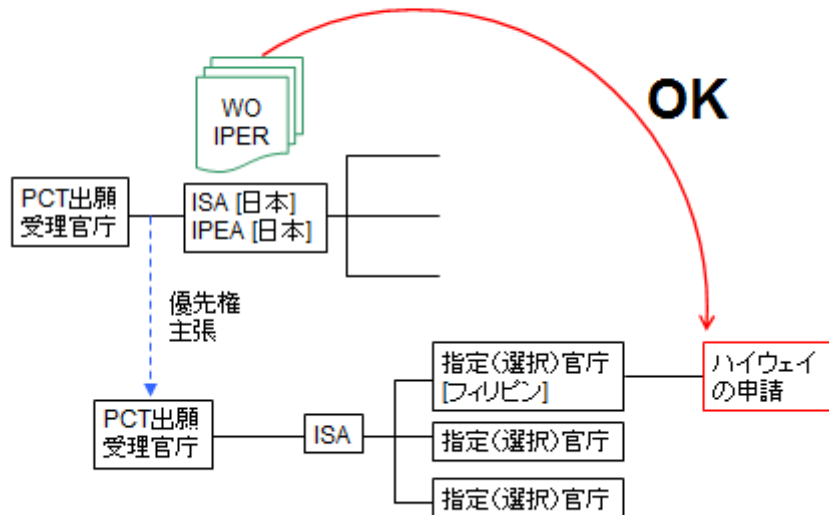 WO
IPER
OK
PCT出願
受理官庁
ISA [日本]
IPEA [日本]
優先権
主張
指定(選択)官庁
[フィリピン]
ハイウェイ
の申請
PCT出願
受理官庁
ISA
指定(選択)官庁
指定(選択)官庁